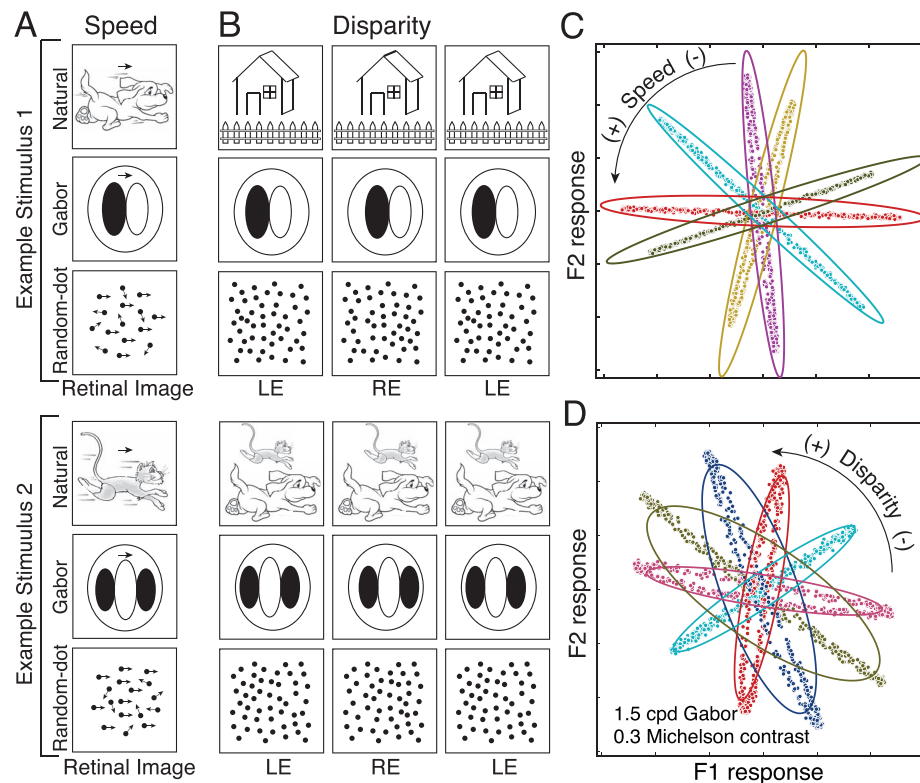 A
Speed
B
Disparity
C
Example Stimuulus 1
Natural
Gabor
Random-dot
Retinal Image
LE
RE
LE
(+) Speed (-)
F2 response
Example Stimulus 2
Natural
Gabor
Random-dot
Retinal Image
LE
RE
LE
D
(+) Disparity (-)
F2 response
1.5 cpd Gabor
0.3 Michelson contrast
F1 response